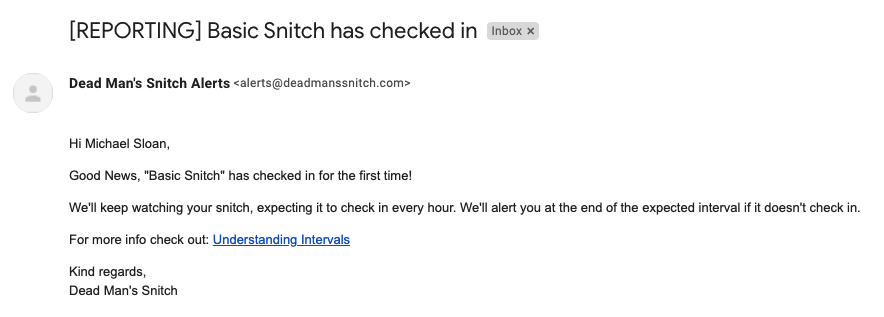 [REPORTING] Basic Snitch has checked in Inbox ×
Dead Man's Snitch Alerts <alerts@deadmanssnitch.com>
Hi Michael Sloan,
Good News, "Basic Snitch" has checked in for the first time!
We'll keep watching your snitch, expecting it to check in every hour. We'll alert you at the end of the expected interval if it doesn't check in.
For more info check out: Understanding Intervals
Kind regards,
Dead Man's Snitch